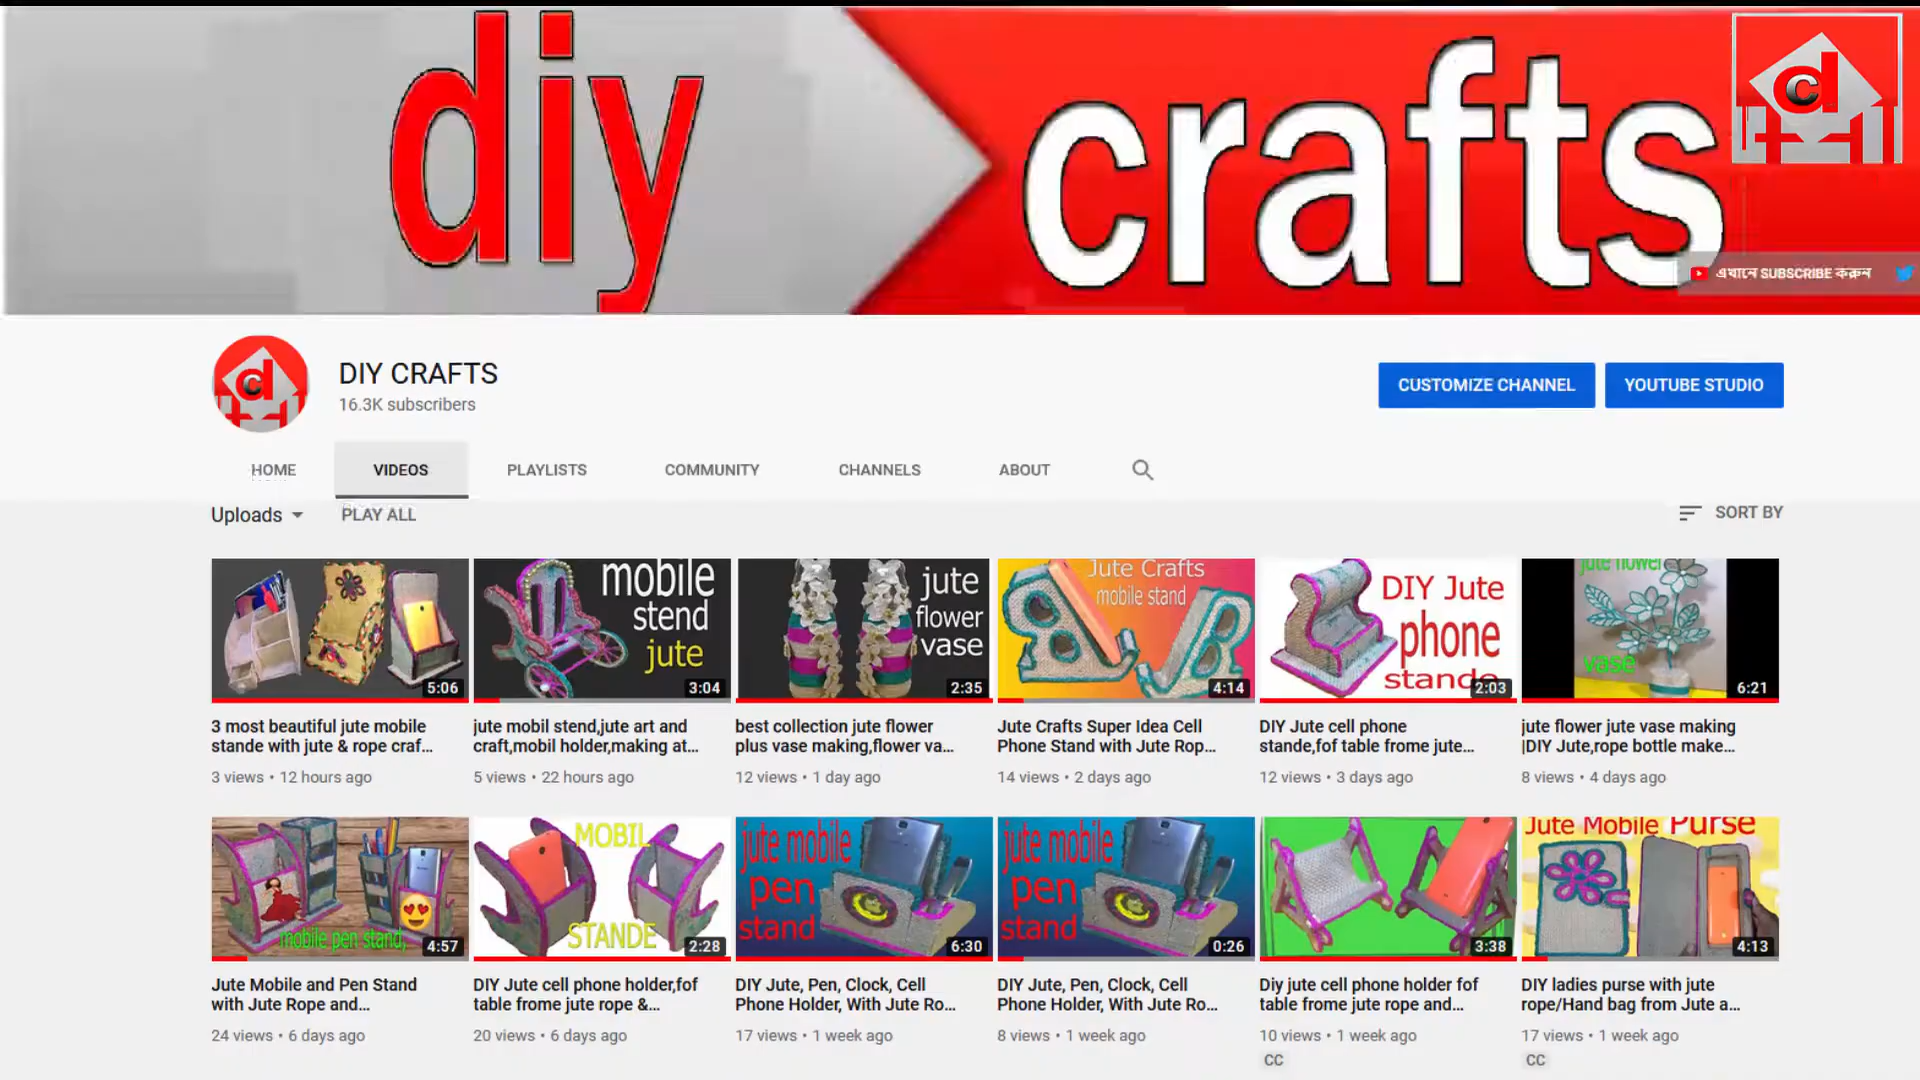 diy
crafts
এখানে SUBSCRIBE করুন
DIY CRAFTS
16.3K subscribers
CUSTOMIZE CHANNEL
YOUTUBE STUDIO
HOME
VIDEOS
PLAYLISTS
COMMUNITY
CHANNELS
ABOUT
Uploads
PLAY ALL
SORT BY
5:06
mobile
stend
jute
3:04
jute
flower
vase
2:35
Jute Crafts
mobile stand
4:14
DIY Jute
phone
stande
2:03
jute flower
vase
6:21
3 most beautiful jute mobile
stande with jute & rope craf...
3 views • 12 hours ago
jute mobil stend,jute art and
craft,mobil holder,making at...
5 views • 22 hours ago
best collection jute flower
plus vase making,flower va...
12 views • 1 day ago
Jute Crafts Super Idea Cell
Phone Stand with Jute Rop...
14 views • 2 days ago
DIY Jute cell phone
stande,fof table frome jute...
12 views • 3 days ago
jute flower jute vase making
|DIY Jute,rope bottle make...
8 views • 4 days ago
mobile pen stand,
4:57
MOBIL
STANDE
2:28
jute mobile
pen
stand
6:30
jute mobile
pen
stand
0:26
3:38
Jute Mobile Purse
4:13
Jute Mobile and Pen Stand
with Jute Rope and...
24 views • 6 days ago
DIY Jute cell phone holder,fof
table frome jute rope &...
20 views • 6 days ago
DIY Jute, Pen, Clock, Cell
Phone Holder, With Jute Ro...
17 views • 1 week ago
DIY Jute, Pen, Clock, Cell
Phone Holder, With Jute Ro...
8 views • 1 week ago
Diy jute cell phone holder fof
table frome jute rope and...
10 views • 1 week ago
CC
DIY ladies purse with jute
rope/Hand bag from Jute a...
17 views • 1 week ago
CC